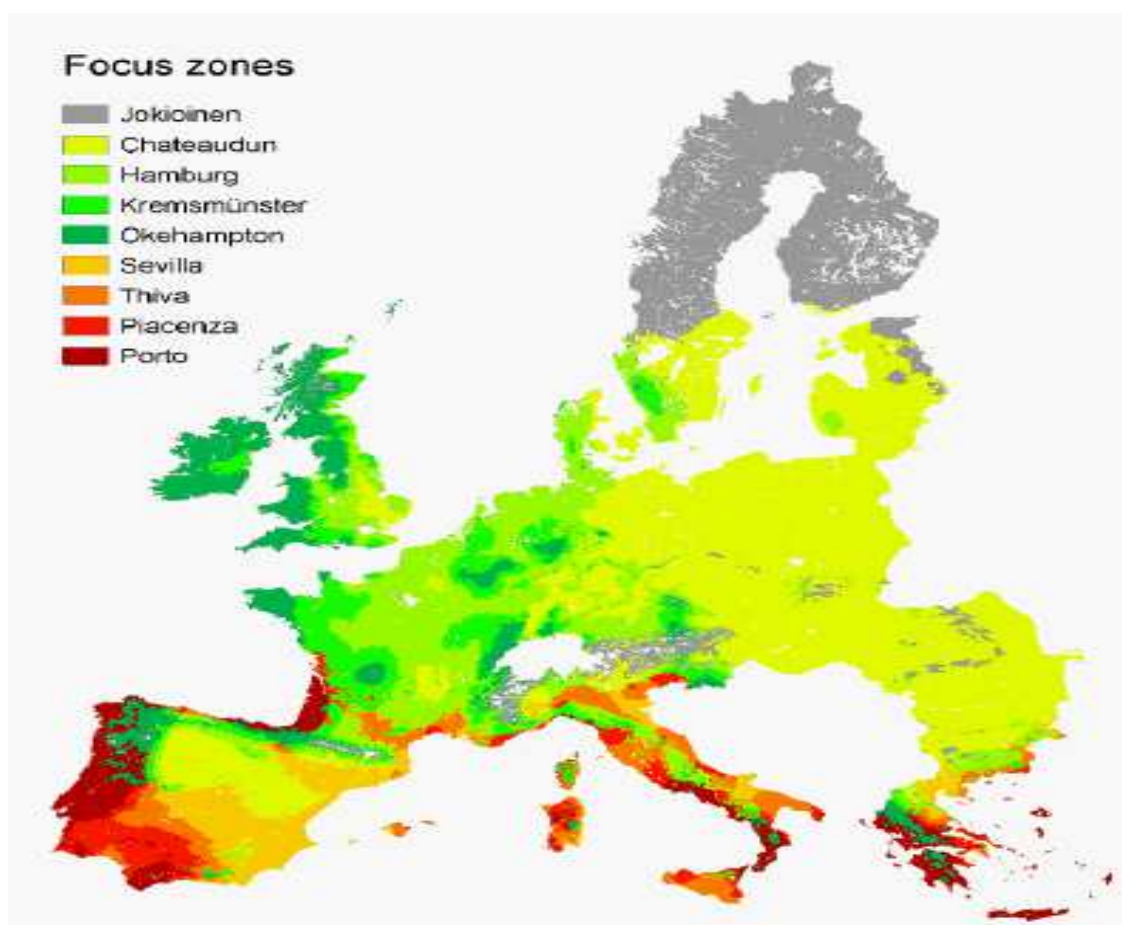 Focus zones
Jokioinen
Chateaudun
Hamburg
Kremsmünster
Okehampton
Sevilla
Thiva
Piacenza
Porto